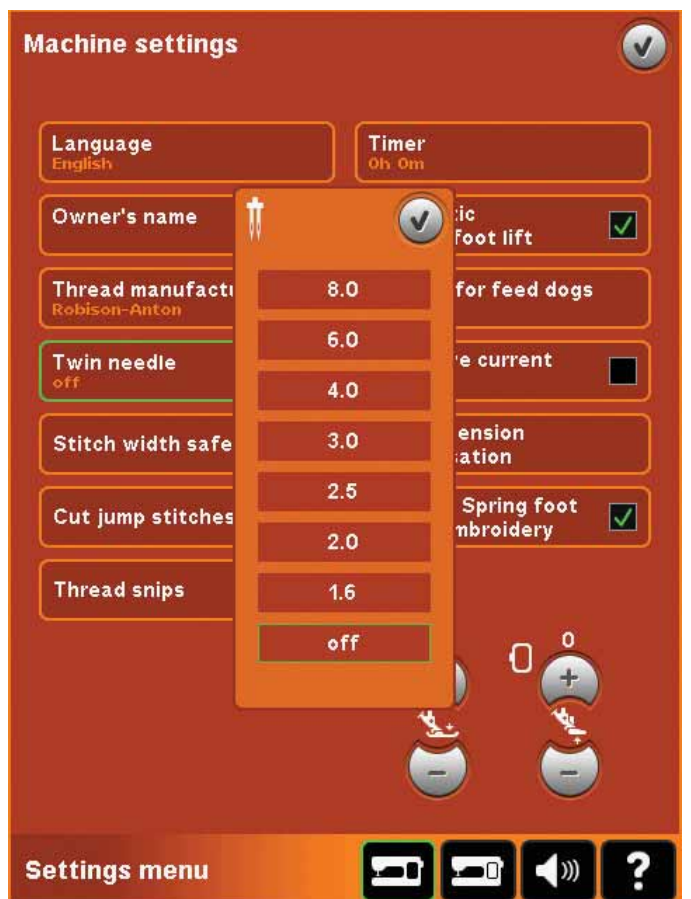 Machine settings
Language
English
Timer
0h 0m
Owner's name
tic
foot lift
Thread manufactu
Robison-Anton
for feed dogs
Twin needle
off
e current
Stitch width safe
ension
sation
Cut jump stitches
Spring foot
mbroidery
Thread snips
8.0
6.0
4.0
3.0
2.5
2.0
1.6
off
0
Settings menu
?